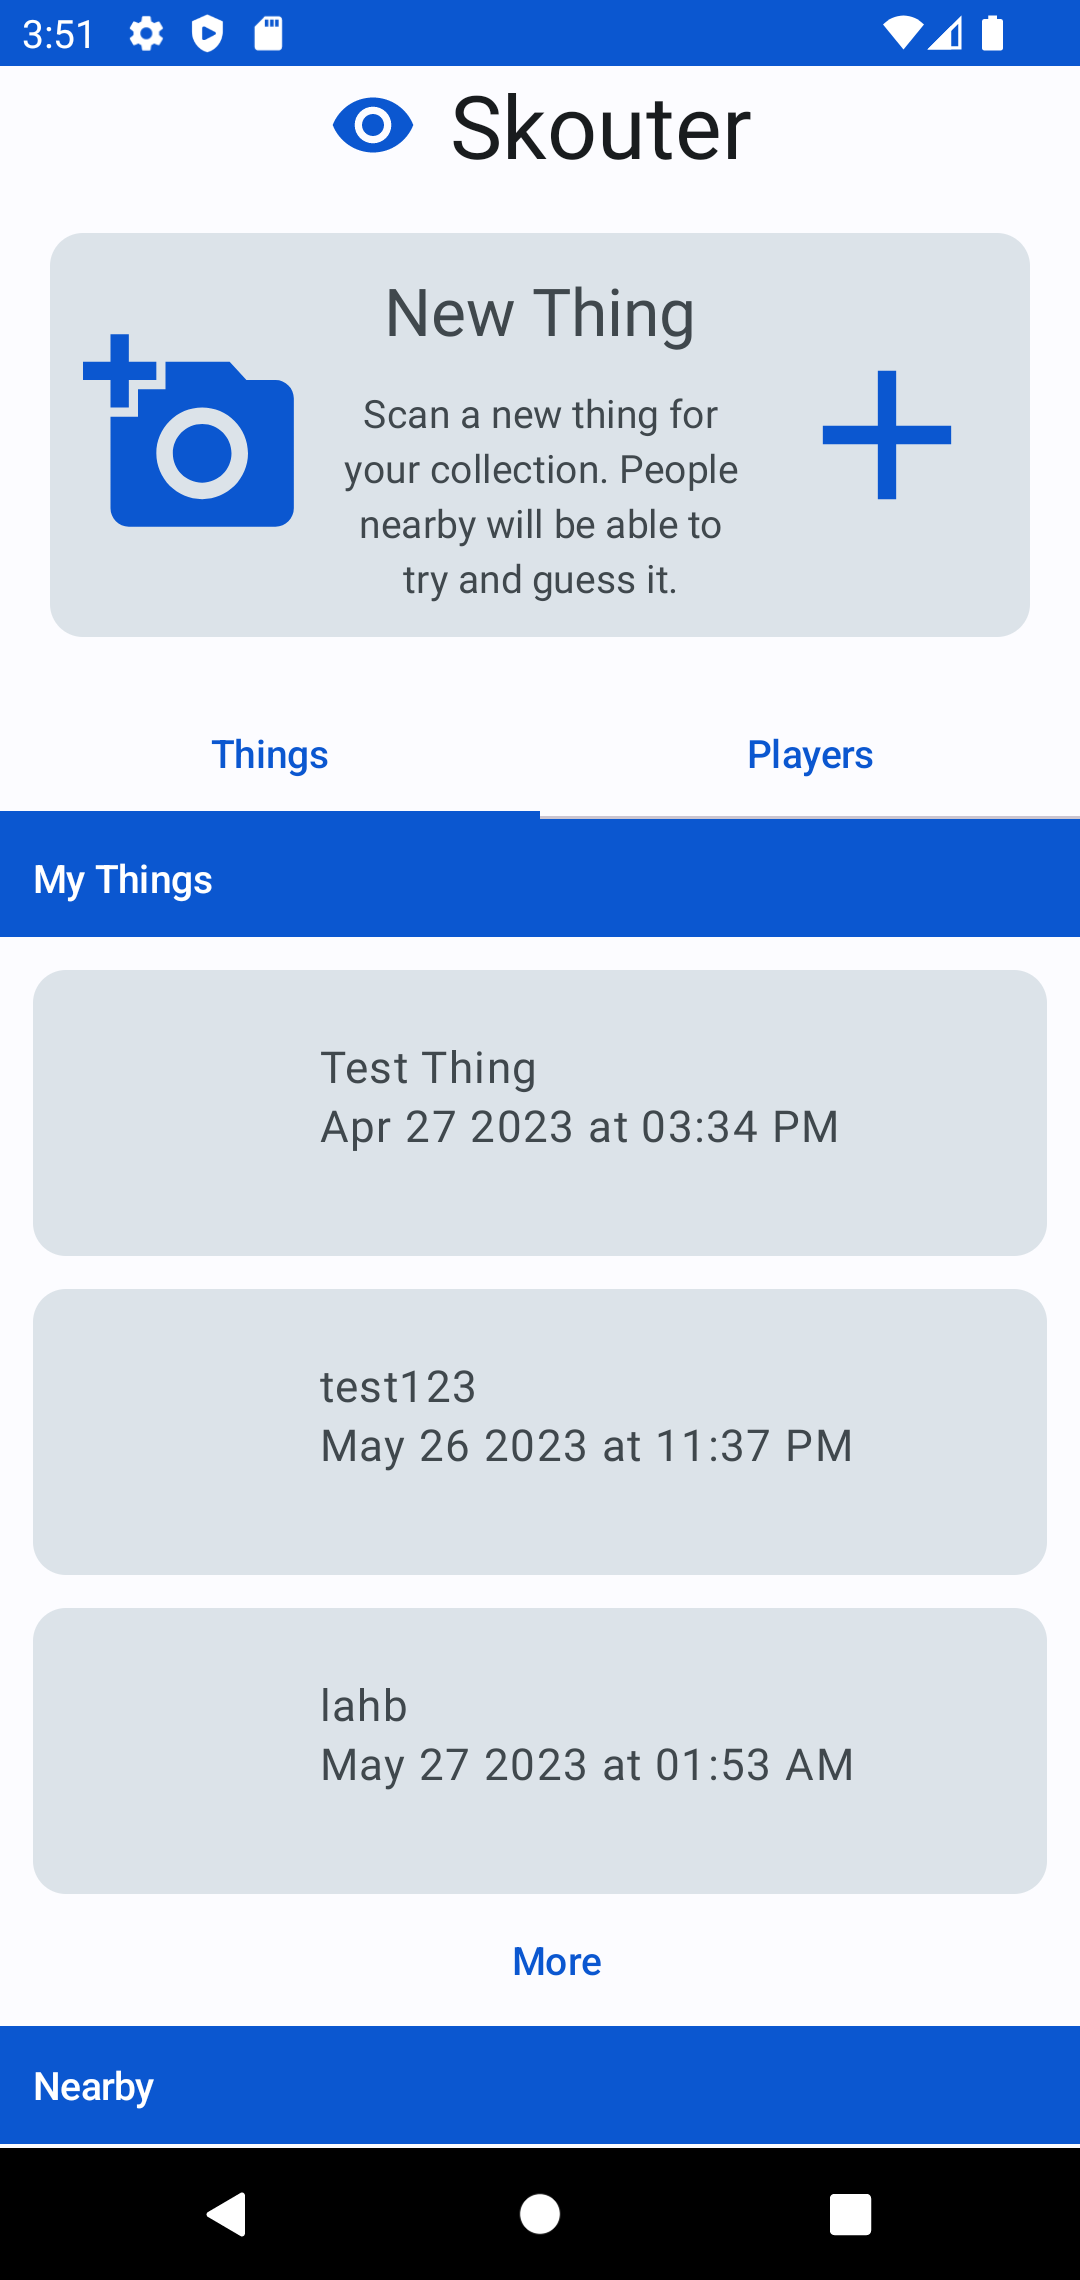 3:51
Skouter
New Thing
Scan a new thing for
your collection. People
nearby will be able to
try and guess it.
Things
Players
My Things
Test Thing
Apr 27 2023 at 03:34 PM
test123
May 26 2023 at 11:37 PM
lahb
May 27 2023 at 01:53 AM
More
Nearby